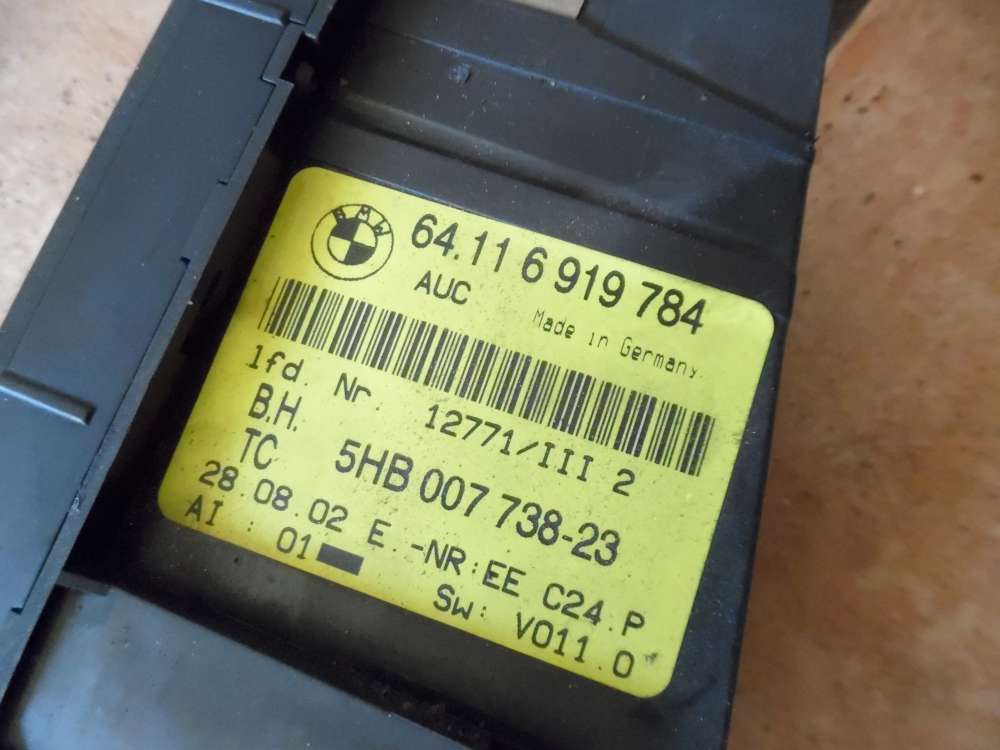 BMW 64.11 6 919 784
AUC Made in Germany.
lfd. Nr. 12771/III 2
B.H.
TC 5HB 007 738-23
28.08.02 E.-NR:EE C24.P
AI: 01 SW: V011.0